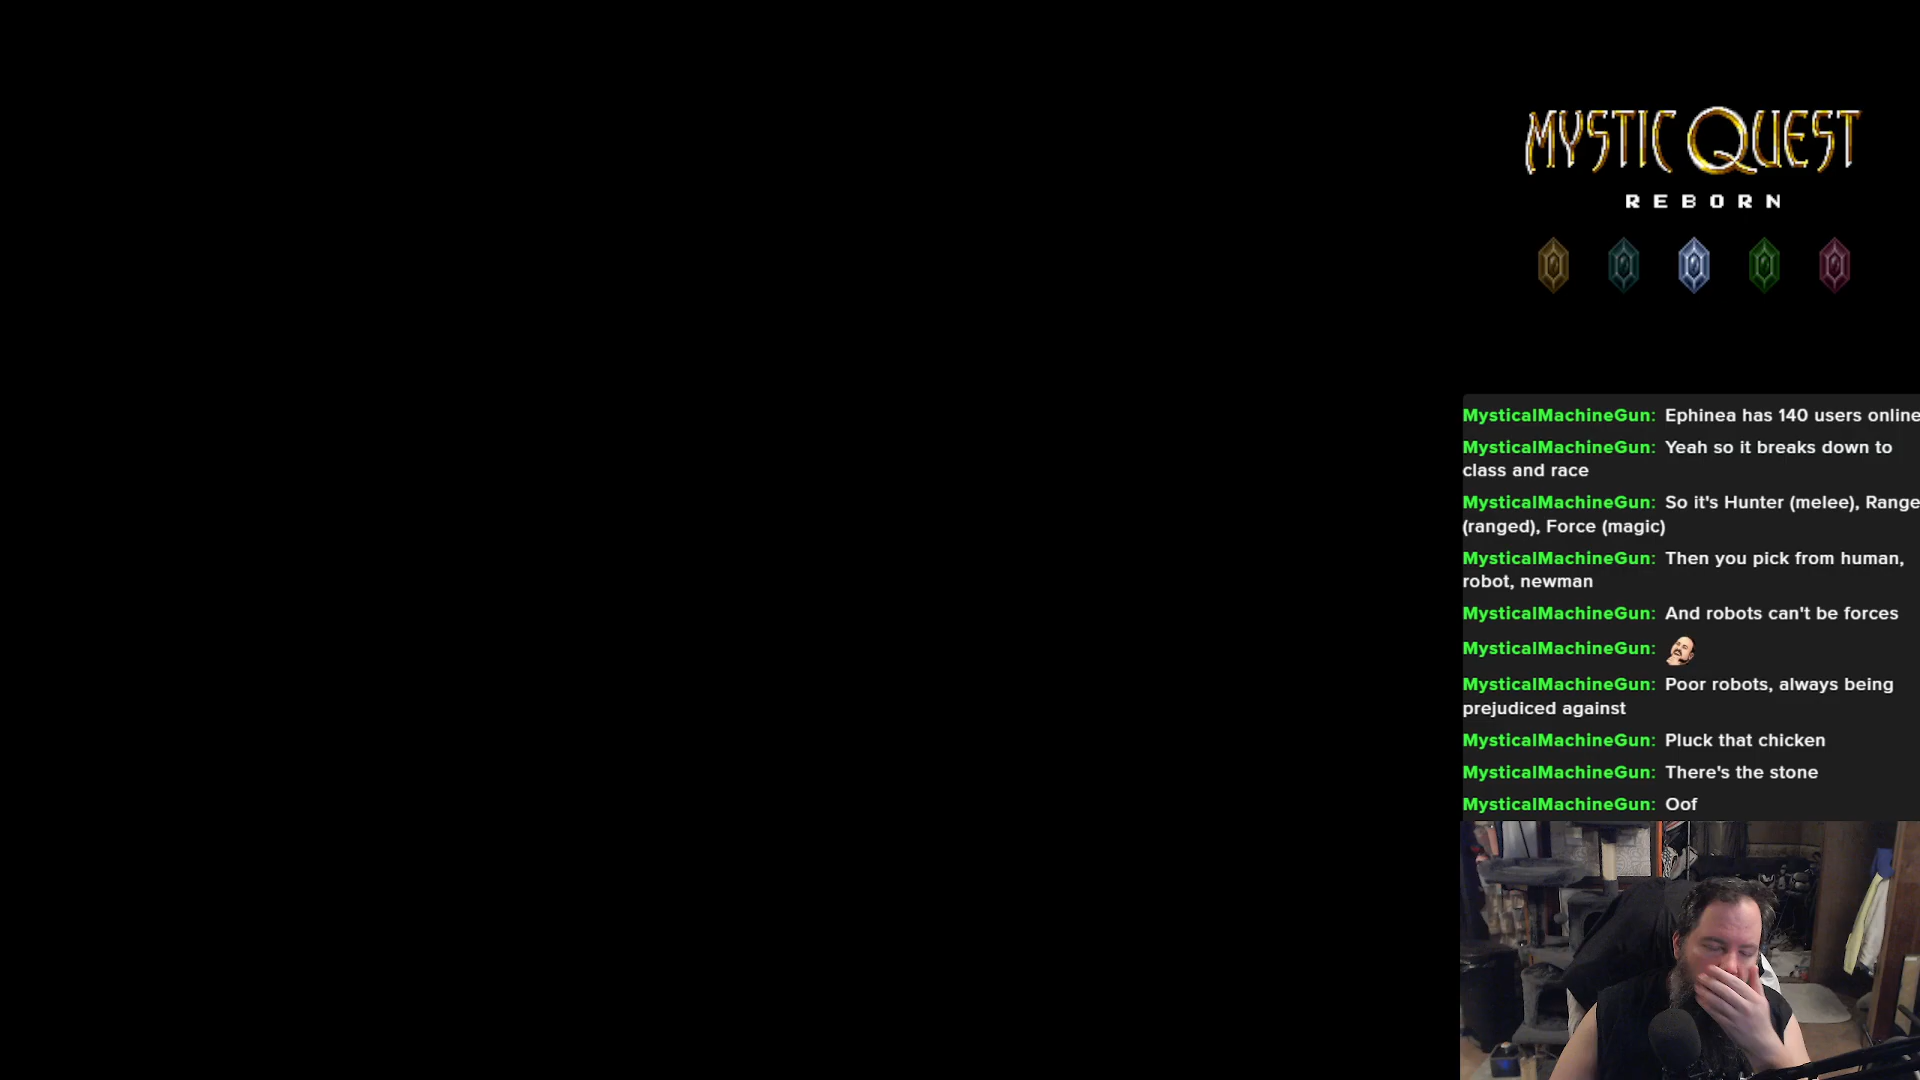 MYSTIC QUEST
REBORN
MysticalMachineGun: Ephinea has 140 users online
MysticalMachineGun: Yeah so it breaks down to
class and race
MysticalMachineGun: So it's Hunter (melee), Range
(ranged), Force (magic)
MysticalMachineGun: Then you pick from human,
robot, newman
MysticalMachineGun: And robots can't be forces
MysticalMachineGun:
MysticalMachineGun: Poor robots, always being
prejudiced against
MysticalMachineGun: Pluck that chicken
MysticalMachineGun: There's the stone
MysticalMachineGun: Oof